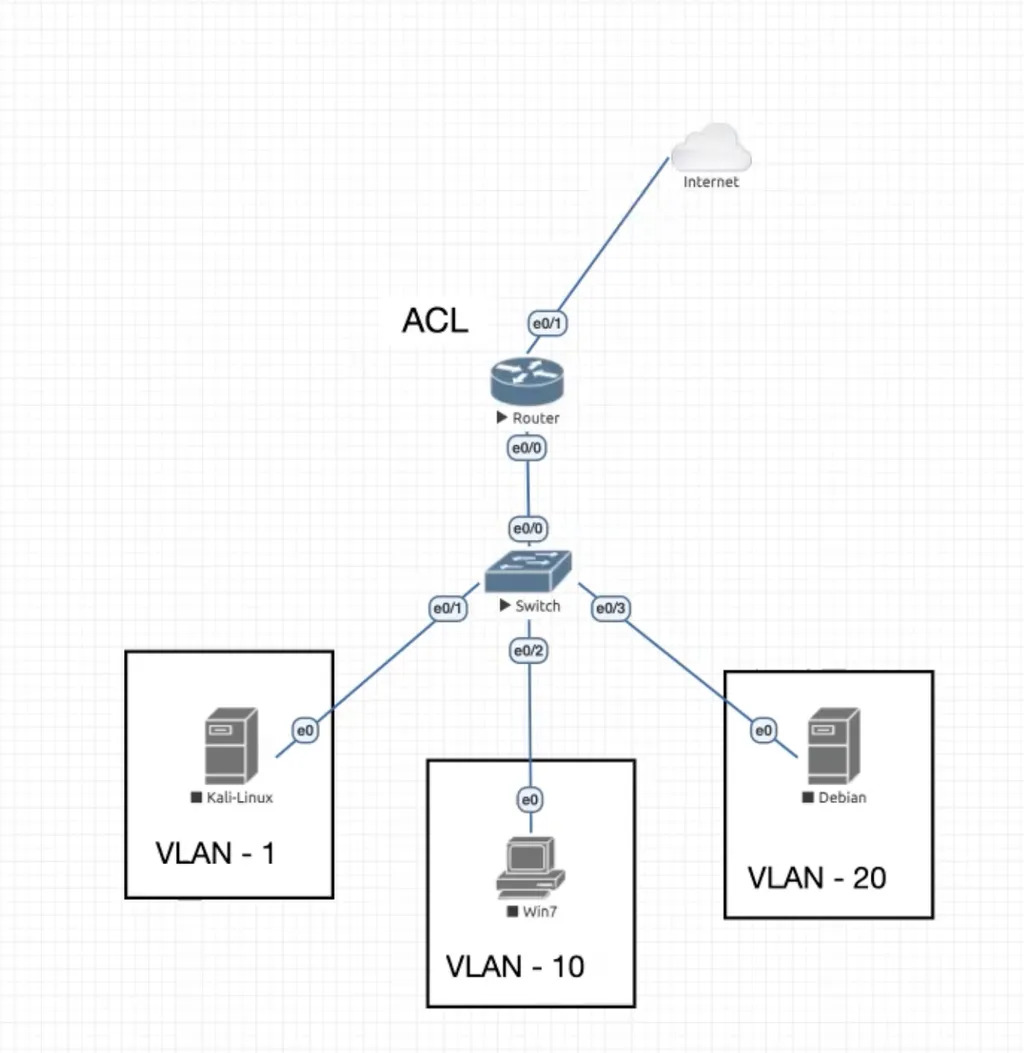 Internet
ACL
e0/1
Router
e0/0
e0/0
Switch
e0/1
e0/3
e0/2
e0
Kali-Linux
VLAN - 1
e0
Win7
VLAN - 10
e0
Debian
VLAN - 20